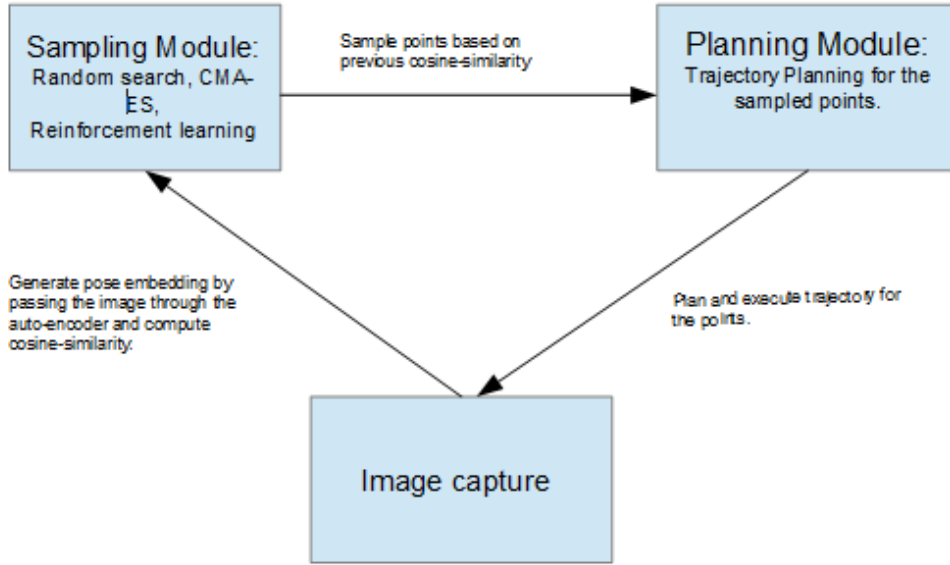 Sampling Module:
Random search, CMA-
ES,
Reinforcement learning
Sample points based on
previous cosine-similarity
Planning Module:
Trajectory Planning for the
sampled points.
Generate pose embedding by
passing the image through the
auto-encoder and compute
cosine-similarity.
Plan and execute trajectory for
the points.
Image capture